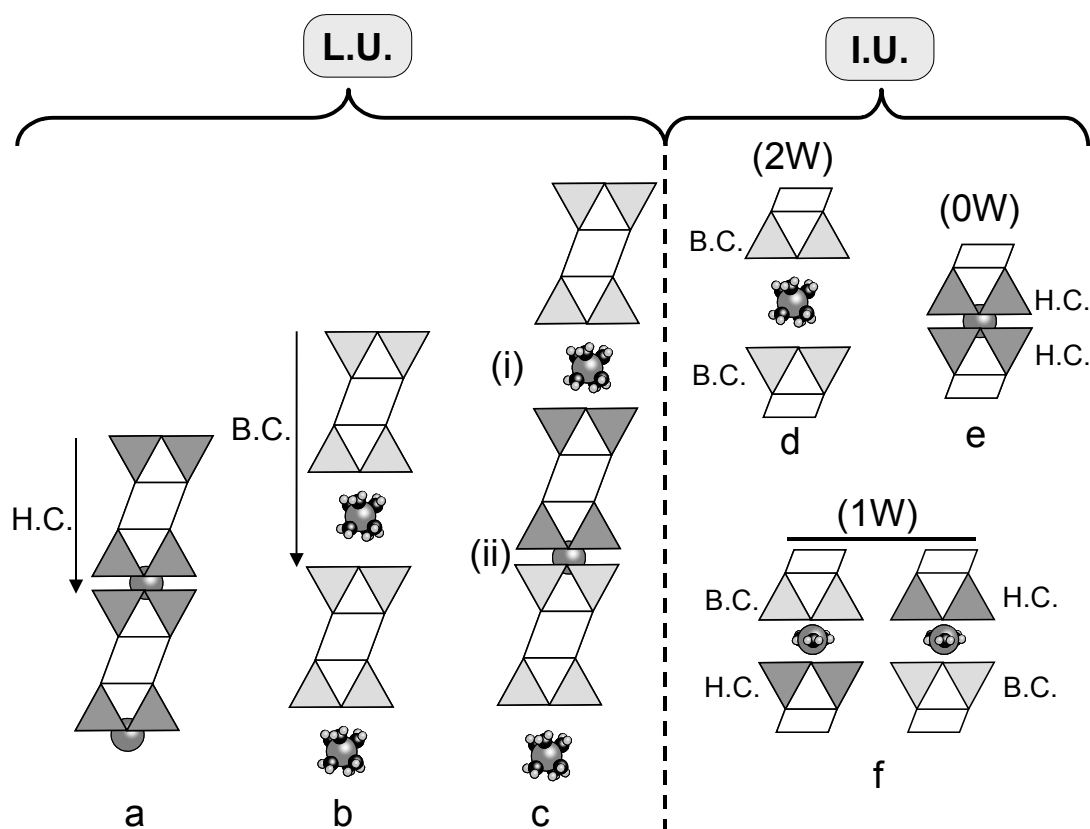 L.U.
I.U.
(2W)
B.C.
B.C.
d
(0W)
H.C.
H.C.
e
H.C.
a
B.C.
b
(i)
(ii)
c
(1W)
B.C.
H.C.
H.C.
B.C.
f